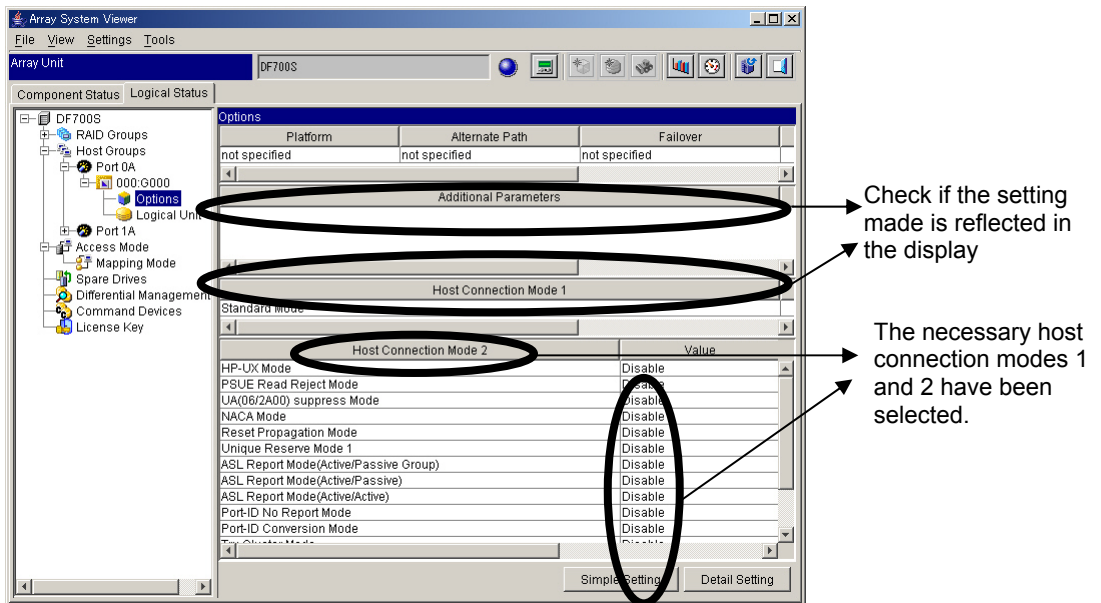 Array System Viewer
File View Settings Tools
Array Unit
DF700S
Component Status Logical Status
DF700S
RAID Groups
Host Groups
Port 0A
000:G000
Options
Logical Unit
Port 1A
Access Mode
Mapping Mode
Spare Drives
Differential Management
Command Devices
License Key
Options
Platform Alternate Path Failover
not specified not specified not specified
Additional Parameters
Host Connection Mode 1
Standard Mode
Host Connection Mode 2 Value
HP-UX Mode Disable
PSUE Read Reject Mode Disable
UA(06/2A00) suppress Mode Disable
NACA Mode Disable
Reset Propagation Mode Disable
Unique Reserve Mode 1 Disable
ASL Report Mode(Active/Passive Group) Disable
ASL Report Mode(Active/Passive) Disable
ASL Report Mode(Active/Active) Disable
Port-ID No Report Mode Disable
Port-ID Conversion Mode Disable
Simple Setting Detail Setting
Check if the setting
made is reflected in
the display
The necessary host
connection modes 1
and 2 have been
selected.